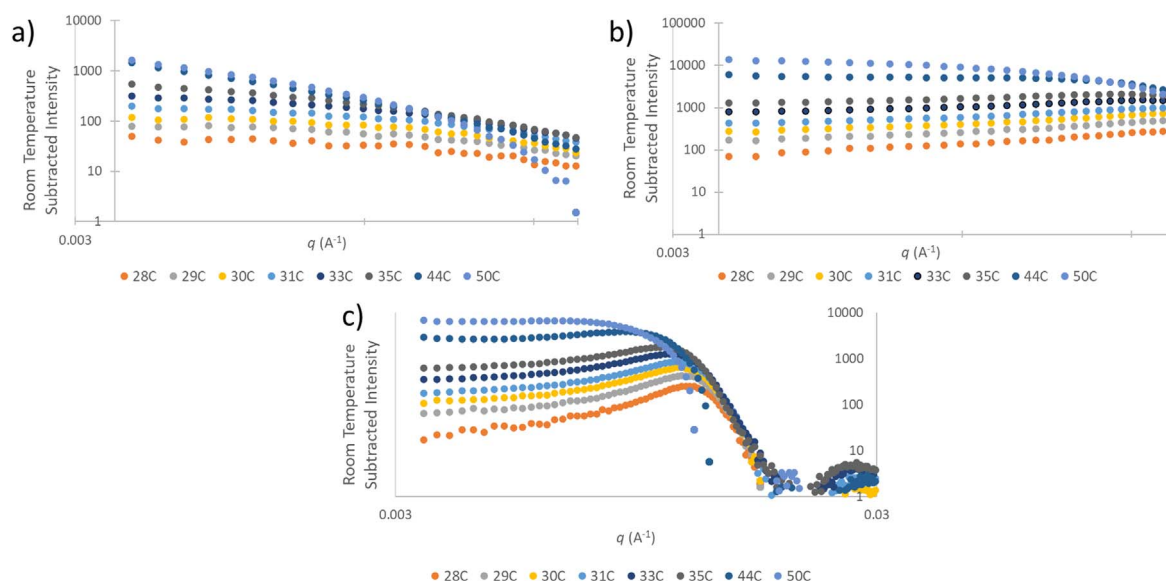 a)
10000
1000
100
10
1
0.003
Room Temperature
Subtracted Intensity
q (A-1)
28C 29C 30C 31C 33C 35C 44C 50C
b)
100000
10000
1000
100
10
1
0.003
Room Temperature
Subtracted Intensity
q (A-1)
28C 29C 30C 31C 33C 35C 44C 50C
c)
10000
1000
100
10
1
0.003
0.03
Room Temperature
Subtracted Intensity
q (A-1)
28C 29C 30C 31C 33C 35C 44C 50C